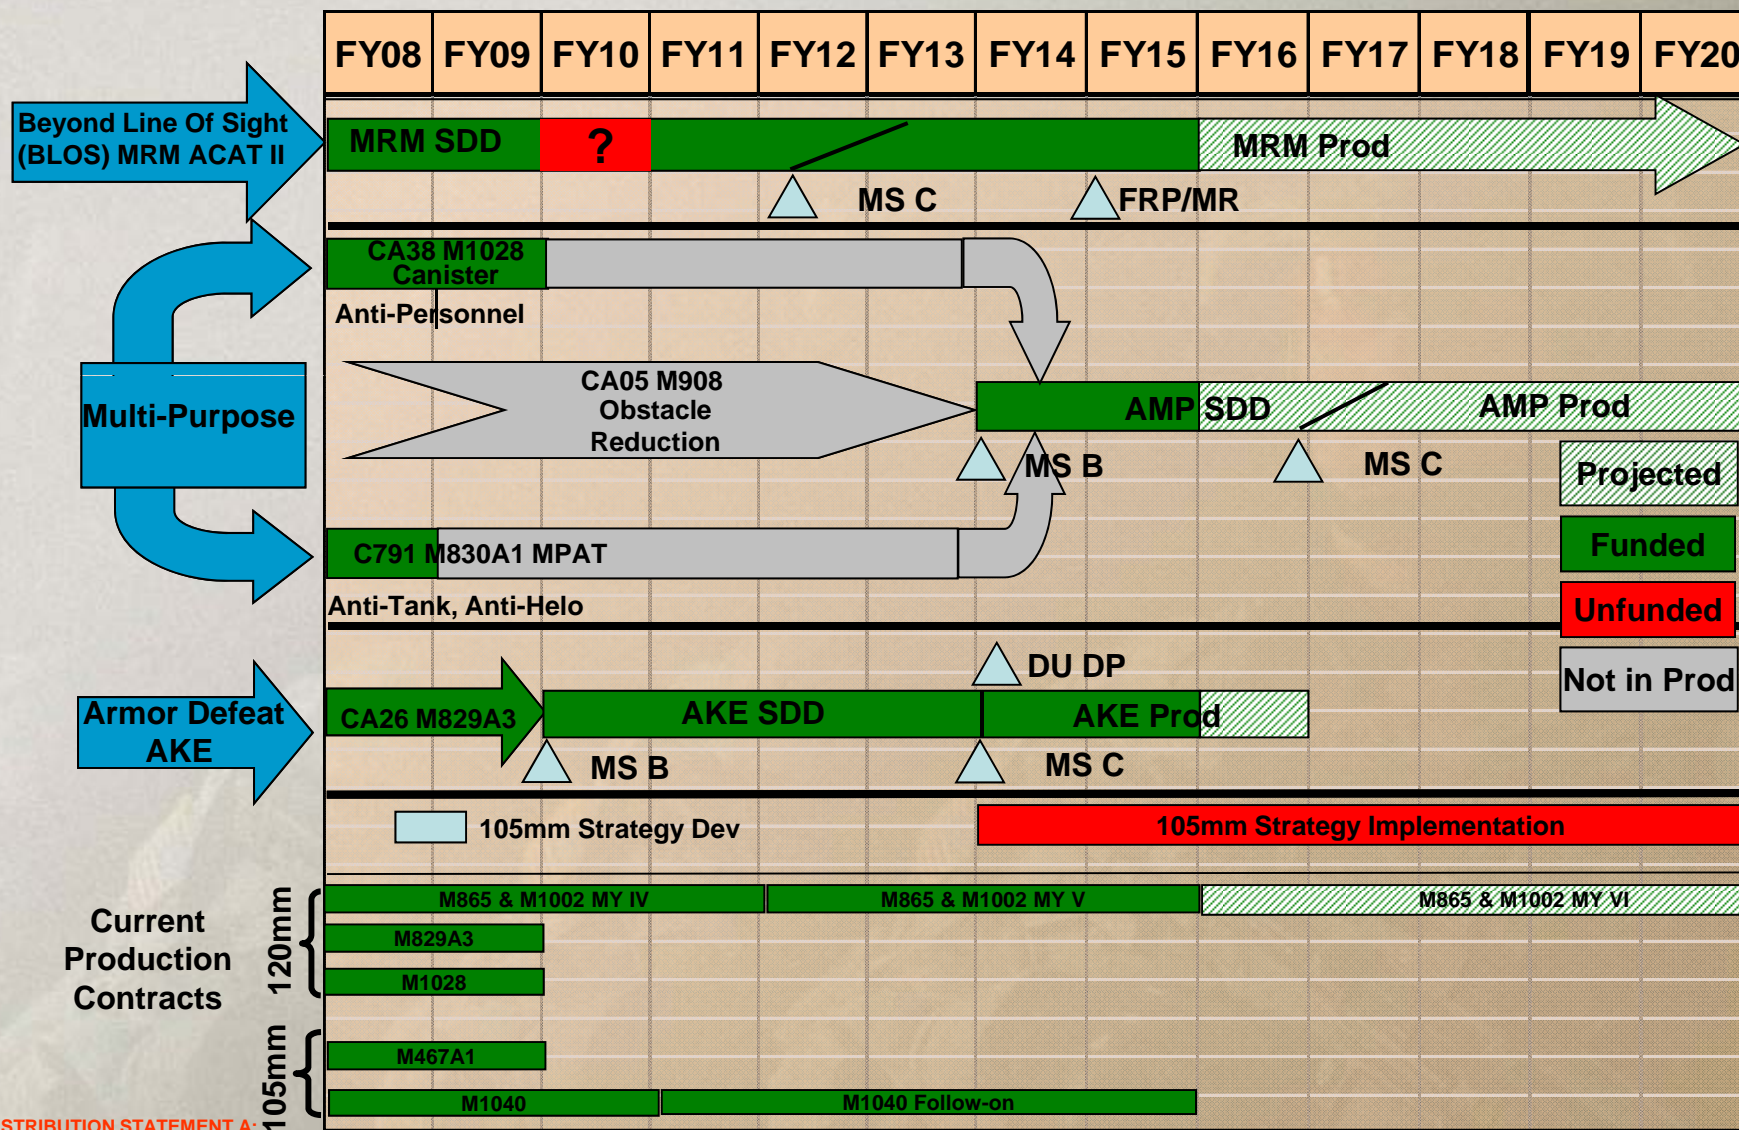 FY08 FY09 FY10 FY11 FY12 FY13 FY14 FY15 FY16 FY17 FY18 FY19 FY20
Beyond Line Of Sight
(BLOS) MRM ACAT II
MRM SDD
?
MRM Prod
MS C
FRP/MR
CA38 M1028
Canister
Anti-Personnel
Multi-Purpose
CA05 M908
Obstacle
Reduction
AMP SDD
AMP Prod
MS B
MS C
C791 M830A1 MPAT
Anti-Tank, Anti-Helo
Projected
Funded
Unfunded
Not in Prod
Armor Defeat
AKE
CA26 M829A3
AKE SDD
DU DP
AKE Prod
MS B
MS C
105mm Strategy Dev
105mm Strategy Implementation
Current
Production
Contracts
120mm
M865 & M1002 MY IV
M865 & M1002 MY V
M865 & M1002 MY VI
M829A3
M1028
105mm
M467A1
M1040
M1040 Follow-on
STRIBUTION STATEMENT A: